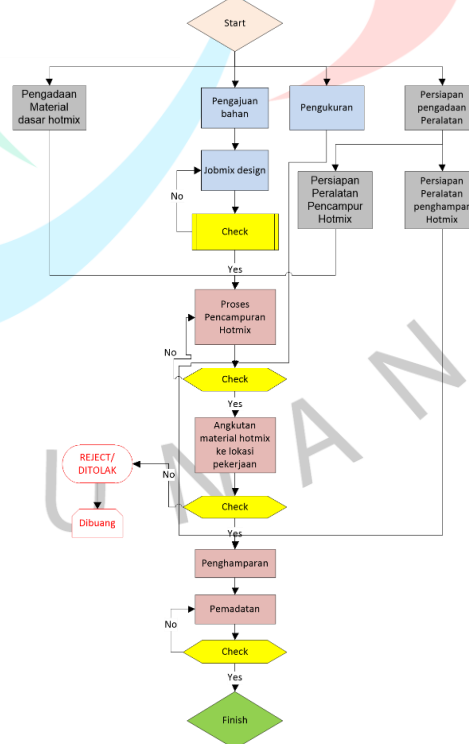 Start
Pengadaan
Material
dasar hotmix
Pengajuan
bahan
Pengukuran
Persiapan
pengadaan
Peralatan
Jobmix design
No
Persiapan
Peralatan
Pencampur
Hotmix
Persiapan
Peralatan
penghampar
Hotmix
Check
Yes
Proses
Pencampuran
Hotmix
No
Check
Yes
Angkutan
material hotmix
ke lokasi
pekerjaan
REJECT/
DITOLAK
No
Check
Dibuang
Yes
Penghamparan
Pemadatan
No
Check
Yes
Finish
UNAN